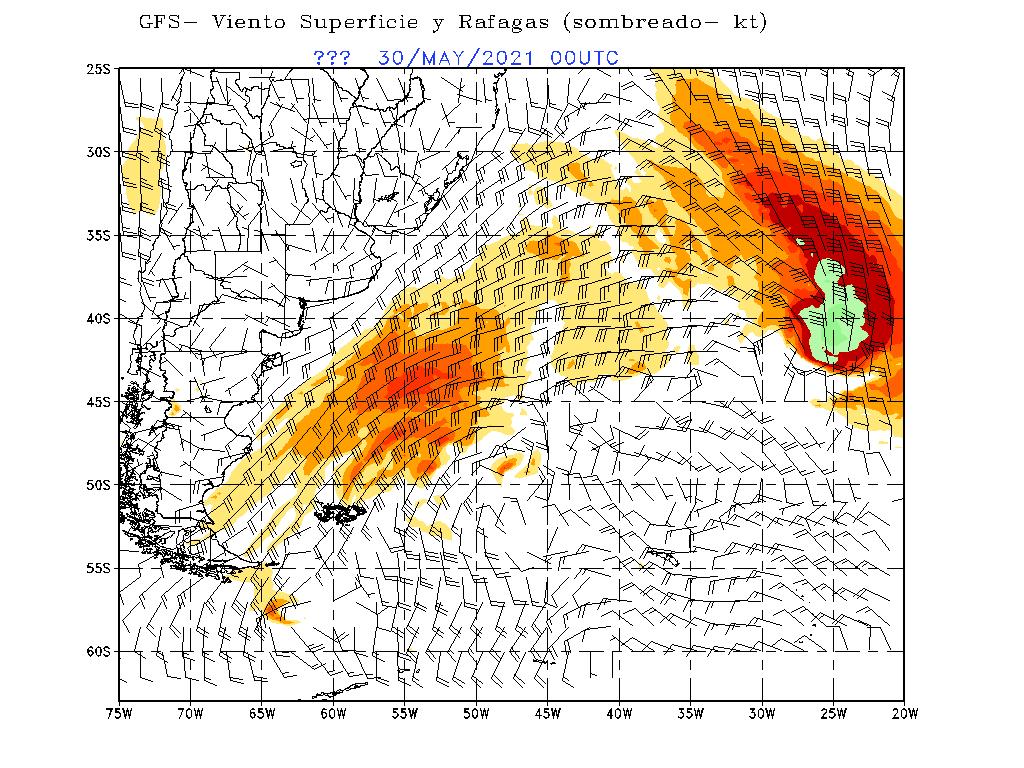 GFS− Viento Superficie y Rafagas (sombreado− kt)
??? 30/MAY/2021 00UTC
25S
30S
35S
40S
45S
50S
55S
60S
75W 70W 65W 60W 55W 50W 45W 40W 35W 30W 25W 20W